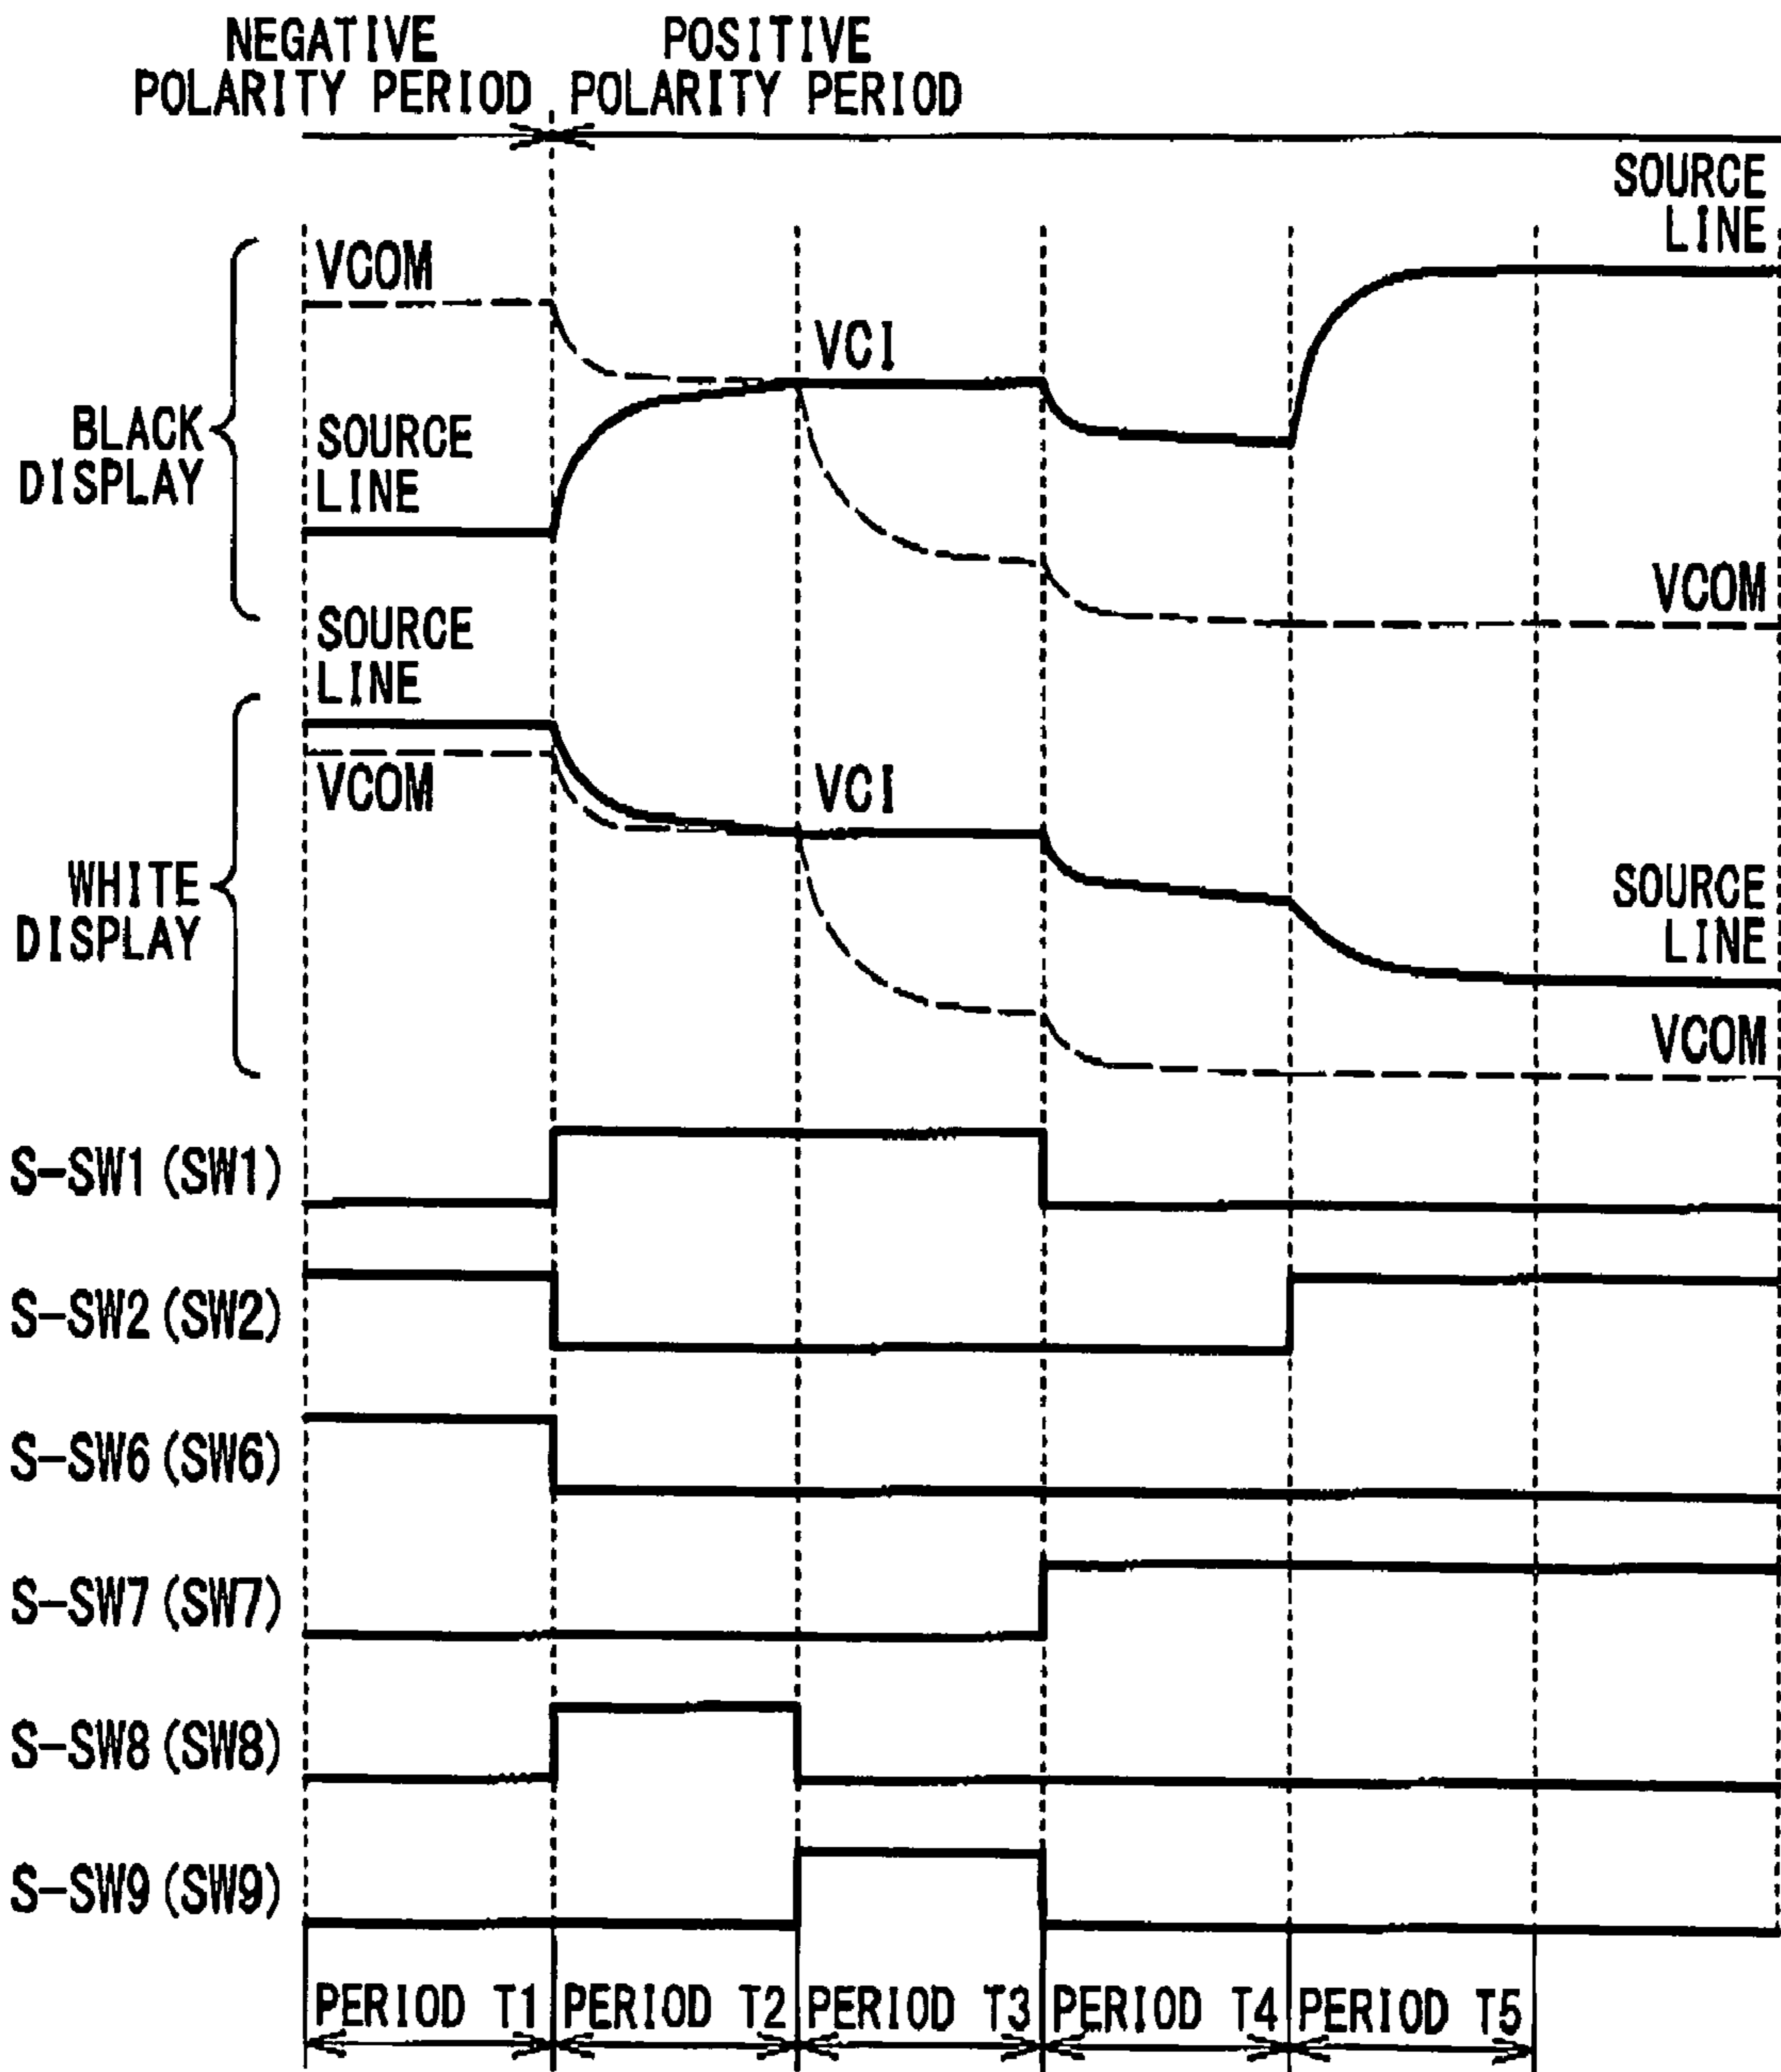 NEGATIVE
POLARITY PERIOD
POSITIVE
POLARITY PERIOD
SOURCE
LINE
VCOM
VCI
BLACK
DISPLAY
SOURCE
LINE
VCOM
SOURCE
LINE
VCOM
VCI
WHITE
DISPLAY
SOURCE
LINE
VCOM
S-SW1(SW1)
S-SW2(SW2)
S-SW6(SW6)
S-SW7(SW7)
S-SW8(SW8)
S-SW9(SW9)
PERIOD T1
PERIOD T2
PERIOD T3
PERIOD T4
PERIOD T5